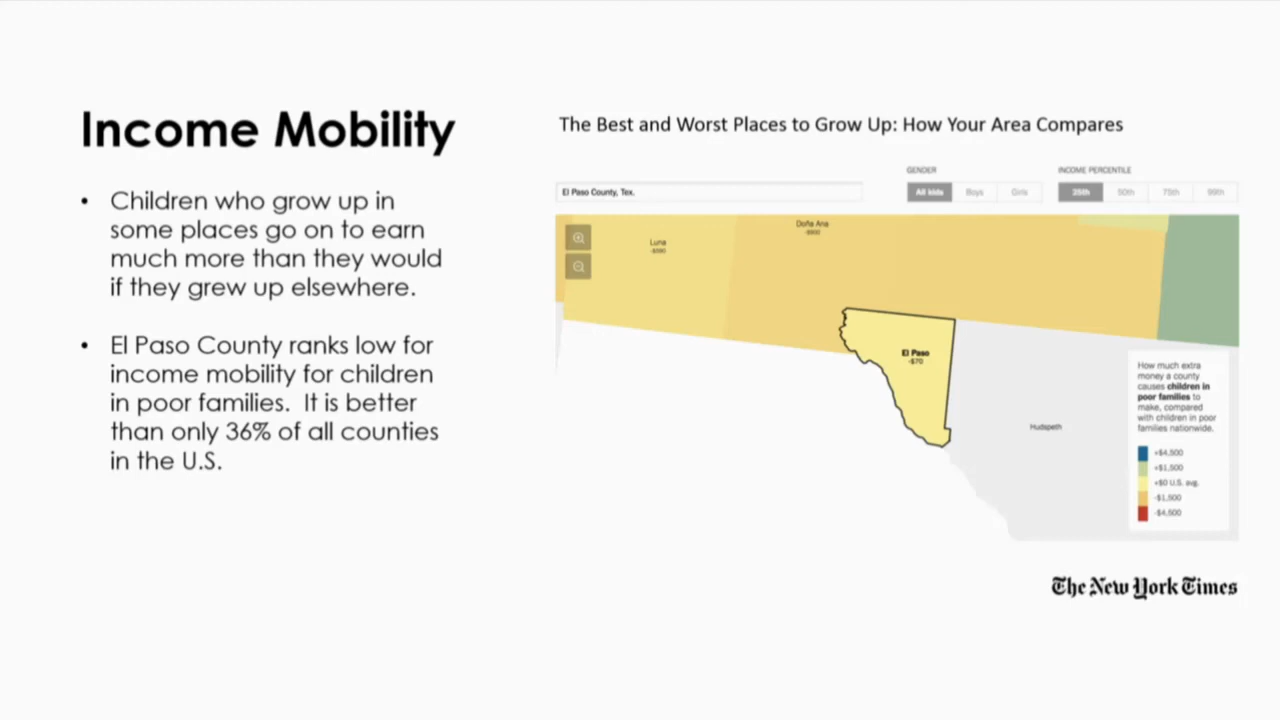 Income Mobility
• Children who grow up in
some places go on to earn
much more than they would
if they grew up elsewhere.
• El Paso County ranks low for
income mobility for children
in poor families. It is better
than only 36% of all counties
in the U.S.
The Best and Worst Places to Grow Up: How Your Area Compares
GENDER
INCOME PERCENTILE
El Paso County, Tex.
All kids Boys Girls
25th 50th 75th 99th
Doña Ana
Luna
El Paso
-$70
Hudspeth
How much extra
money a county
causes children in
poor families to
make, compared
with children in poor
families nationwide.
+$4,500
+$1,500
+$0 U.S. avg.
-$1,500
-$4,500
The New York Times